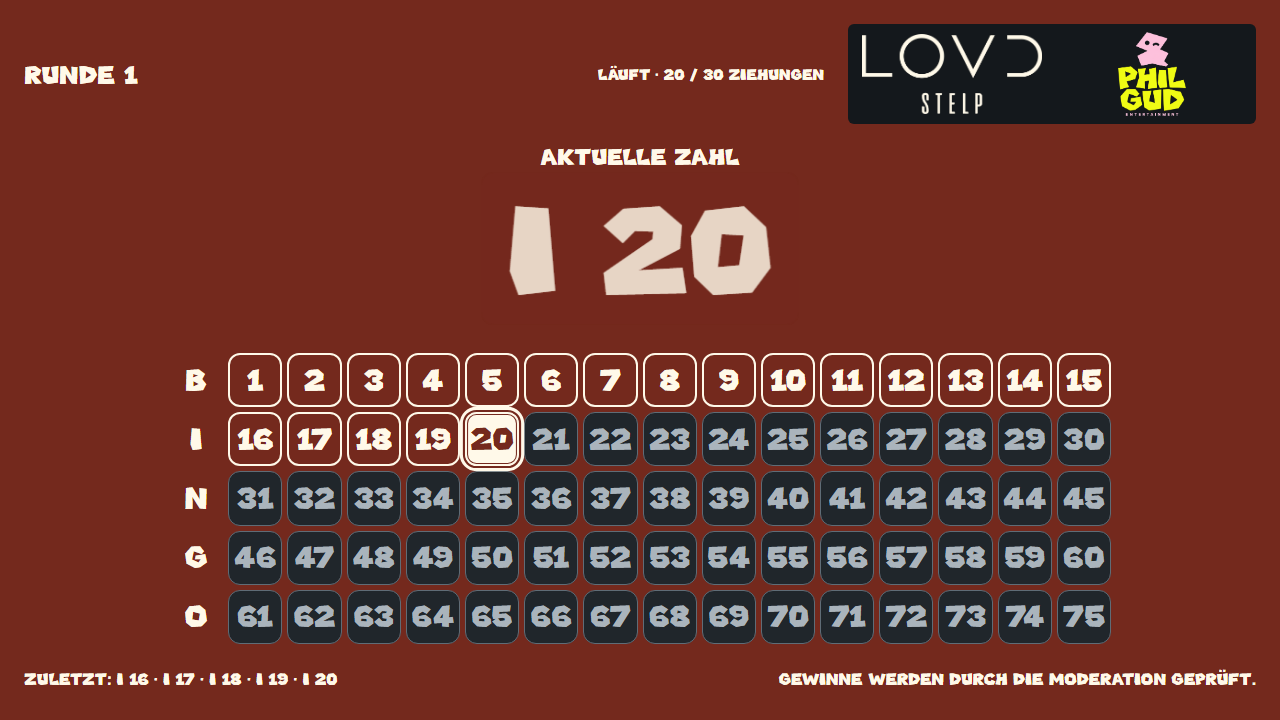 RUNDE 1
LÄUFT · 20 / 30 ZIEHUNGEN
LOVD
STELP
PHIL
GUD
ENTERTAINMENT
AKTUELLE ZAHL
I 20
B 1 2 3 4 5 6 7 8 9 10 11 12 13 14 15
I 16 17 18 19 20 21 22 23 24 25 26 27 28 29 30
N 31 32 33 34 35 36 37 38 39 40 41 42 43 44 45
G 46 47 48 49 50 51 52 53 54 55 56 57 58 59 60
O 61 62 63 64 65 66 67 68 69 70 71 72 73 74 75
ZULETZT: I 16 · I 17 · I 18 · I 19 · I 20
GEWINNE WERDEN DURCH DIE MODERATION GEPRÜFT.